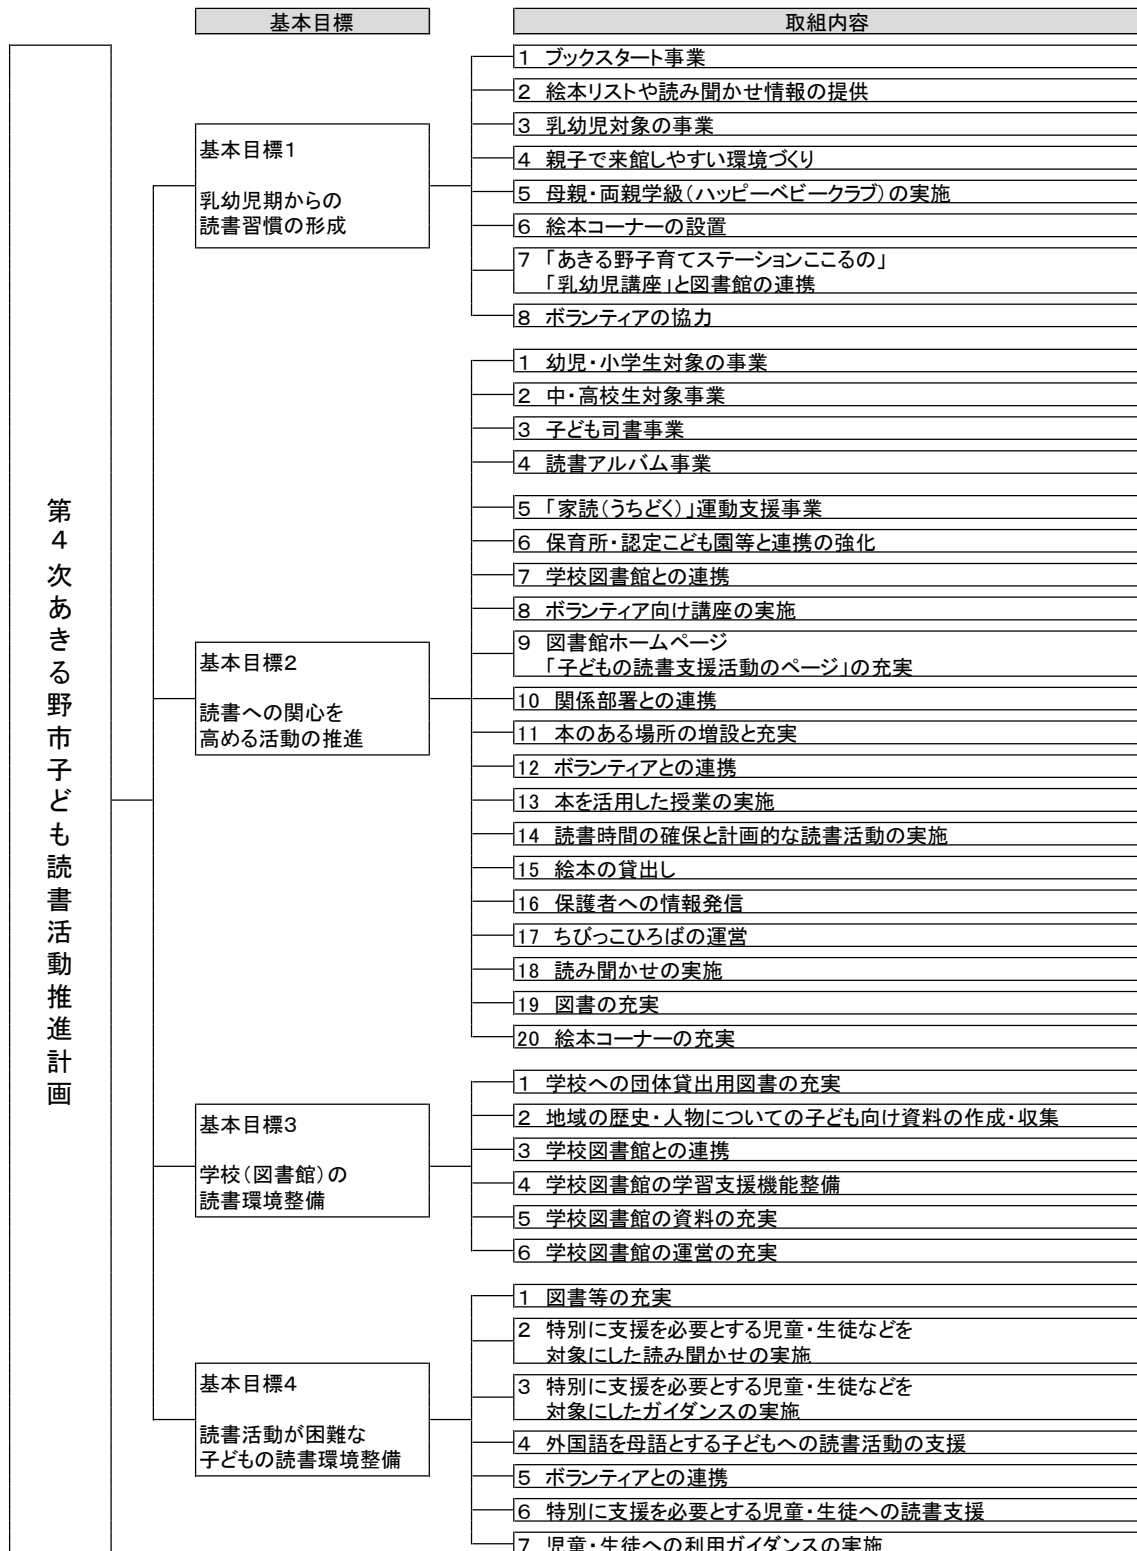 基本目標
取組内容
第４次あきる野市子ども読書活動推進計画
基本目標１
乳幼児期からの
読書習慣の形成
１ ブックスタート事業
２ 絵本リストや読み聞かせ情報の提供
３ 乳幼児対象の事業
４ 親子で来館しやすい環境づくり
５ 母親・両親学級（ハッピーベビークラブ）の実施
６ 絵本コーナーの設置
７ 「あきる野子育てステーションここるの」
「乳幼児講座」と図書館の連携
８ ボランティアの協力
基本目標２
読書への関心を
高める活動の推進
１ 幼児・小学生対象の事業
２ 中・高校生対象事業
３ 子ども司書事業
４ 読書アルバム事業
５ 「家読（うちどく）」運動支援事業
６ 保育所・認定こども園等と連携の強化
７ 学校図書館との連携
８ ボランティア向け講座の実施
９ 図書館ホームページ
「子どもの読書支援活動のページ」の充実
10 関係部署との連携
11 本のある場所の増設と充実
12 ボランティアとの連携
13 本を活用した授業の実施
14 読書時間の確保と計画的な読書活動の実施
15 絵本の貸出し
16 保護者への情報発信
17 ちびっこひろばの運営
18 読み聞かせの実施
19 図書の充実
20 絵本コーナーの充実
基本目標３
学校（図書館）の
読書環境整備
１ 学校への団体貸出用図書の充実
２ 地域の歴史・人物についての子ども向け資料の作成・収集
３ 学校図書館との連携
４ 学校図書館の学習支援機能整備
５ 学校図書館の資料の充実
６ 学校図書館の運営の充実
基本目標４
読書活動が困難な
子どもの読書環境整備
１ 図書等の充実
２ 特別に支援を必要とする児童・生徒などを
対象にした読み聞かせの実施
３ 特別に支援を必要とする児童・生徒などを
対象にしたガイダンスの実施
４ 外国語を母語とする子どもへの読書活動の支援
５ ボランティアとの連携
６ 特別に支援を必要とする児童・生徒への読書支援
７ 児童・生徒への利用ガイダンスの実施